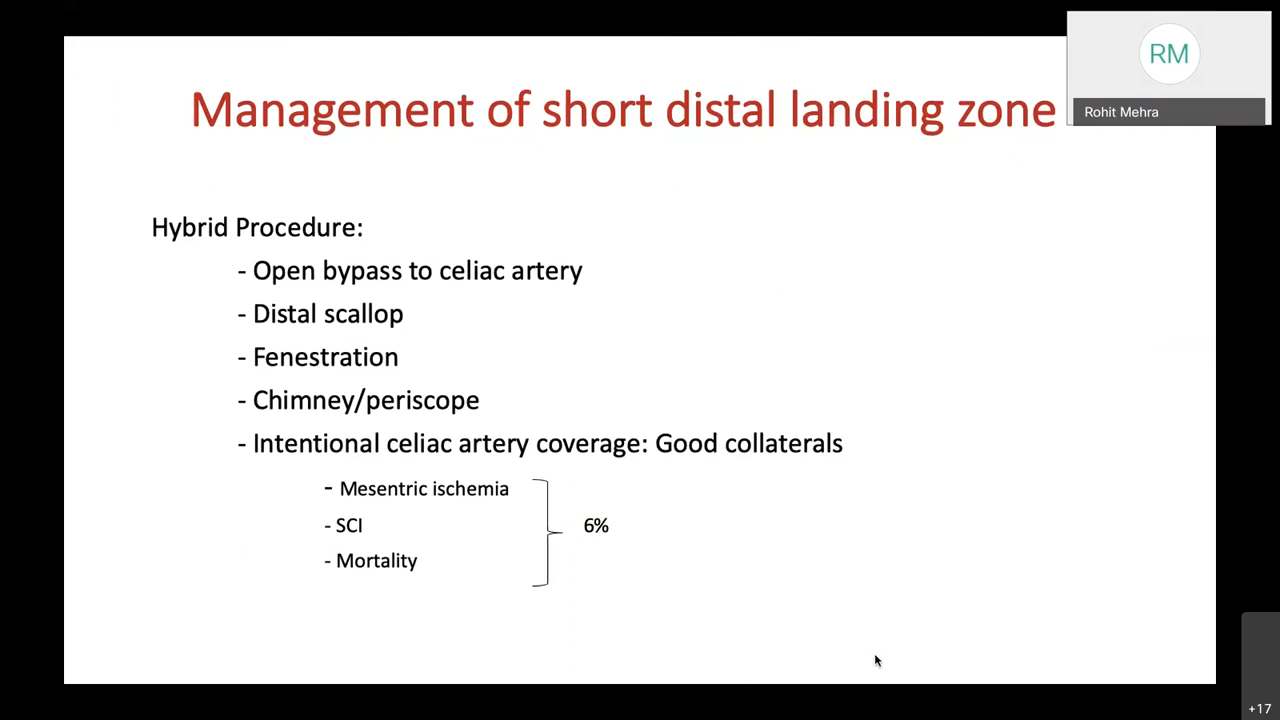 RM
Rohit Mehra
Management of short distal landing zone
Hybrid Procedure:
- Open bypass to celiac artery
- Distal scallop
- Fenestration
- Chimney/periscope
- Intentional celiac artery coverage: Good collaterals
- Mesentric ischemia
- SCI
6%
- Mortality
+17